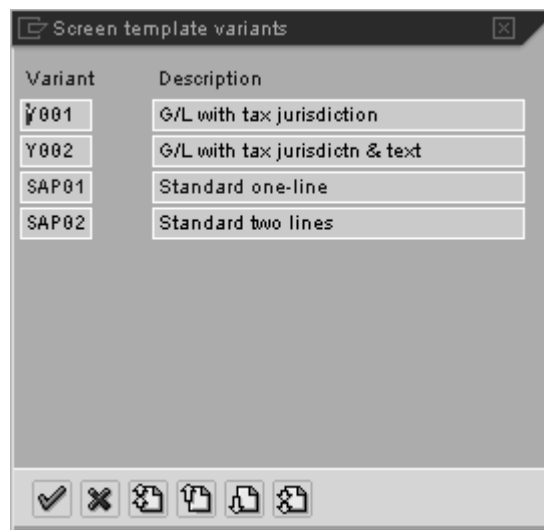 Screen template variants
Variant Description
Y001 G/L with tax jurisdiction
Y002 G/L with tax jurisdictn & text
SAP01 Standard one-line
SAP02 Standard two lines